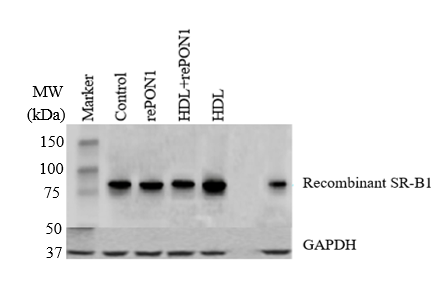 MW
(kDa)
Marker
Control
rePON1
HDL+rePON1
HDL
150
100
75
50
37
Recombinant SR-B1
GAPDH